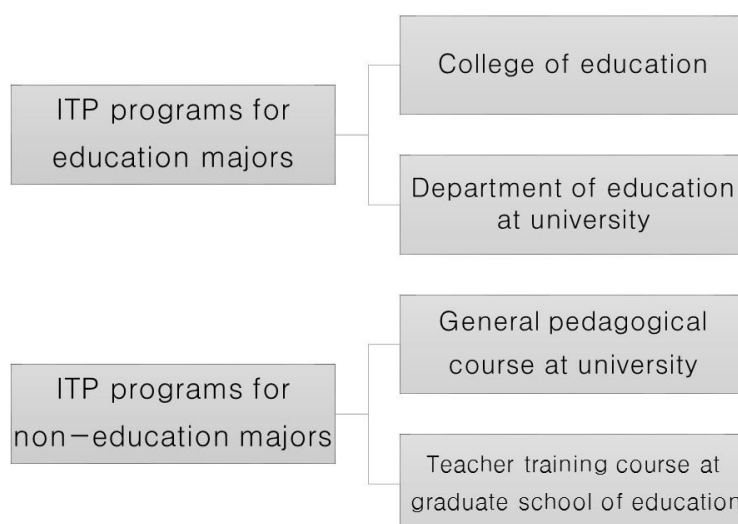 ITP programs for
education majors
College of education
Department of education
at university
ITP programs for
non-education majors
General pedagogical
course at university
Teacher training course at
graduate school of education